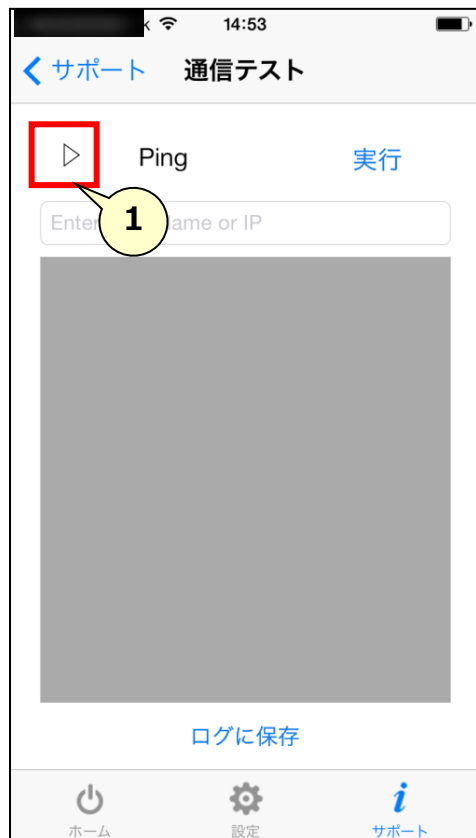 14:53
サポート 通信テスト
Ping 実行
1
Enter ame or IP
ログに保存
ホーム 設定 サポート